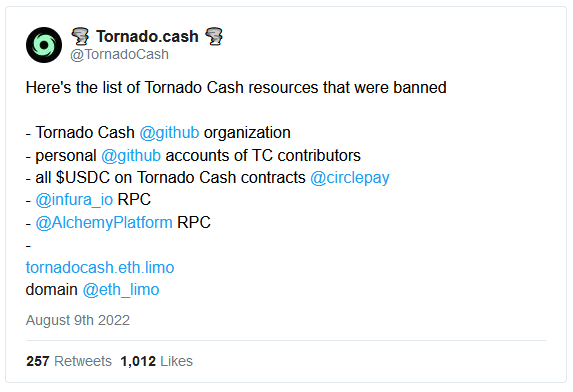 🌪️ Tornado.cash 🌪️
@TornadoCash
Here's the list of Tornado Cash resources that were banned
- Tornado Cash @github organization
- personal @github accounts of TC contributors
- all $USDC on Tornado Cash contracts @circlepay
- @infura_io RPC
- @AlchemyPlatform RPC
-
tornadocash.eth.limo
domain @eth_limo
August 9th 2022
257 Retweets 1,012 Likes